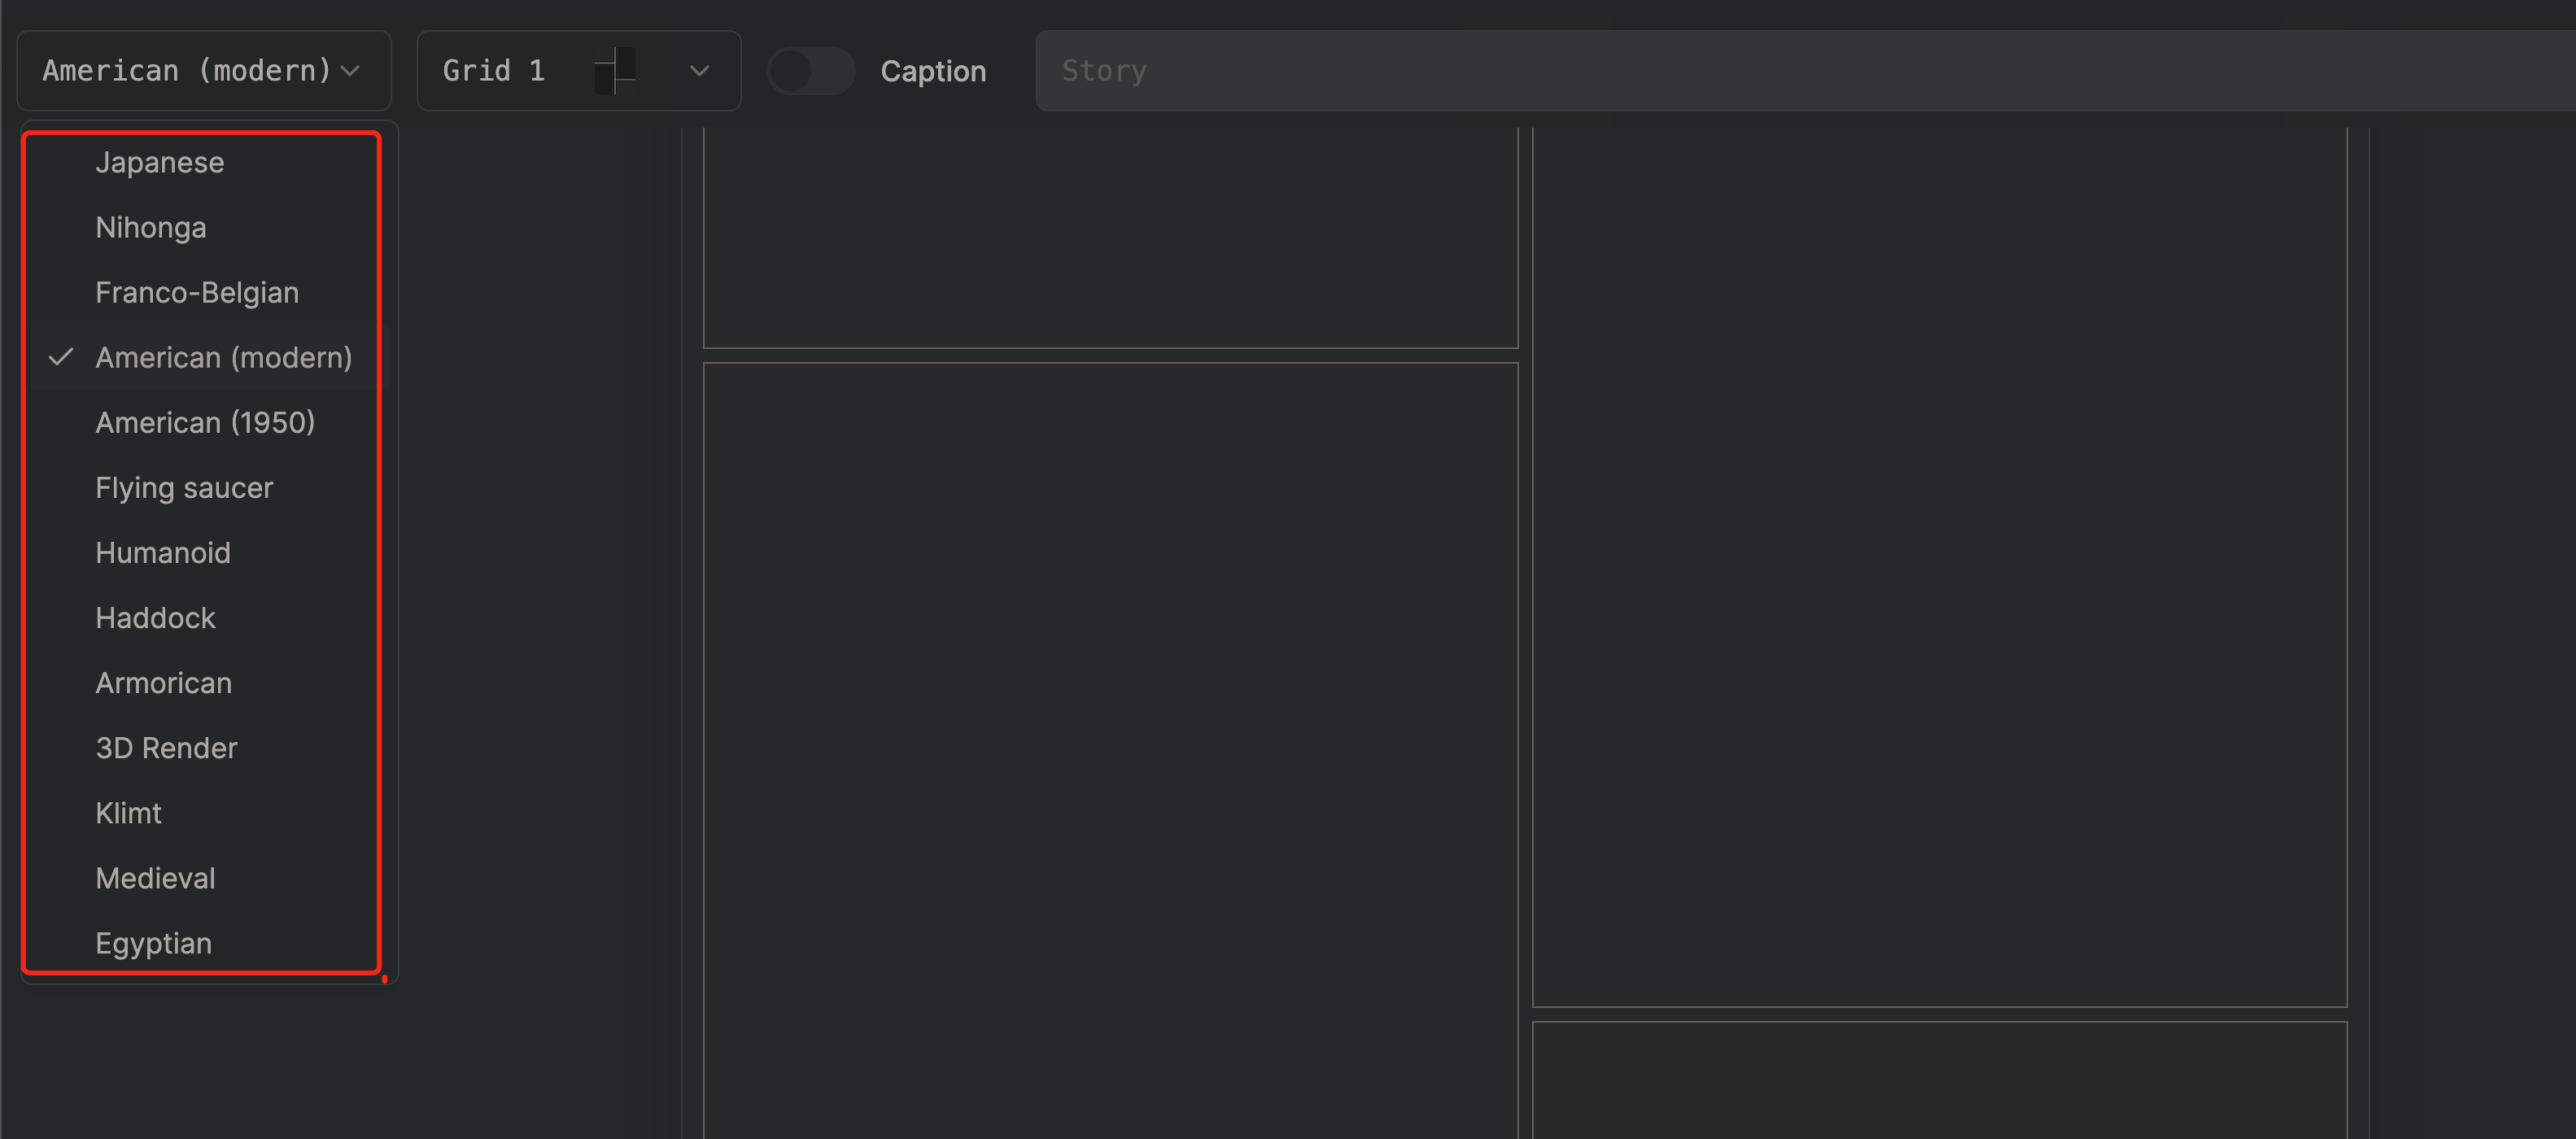 American (modern)
Grid 1
Caption
Story
Japanese
Nihonga
Franco-Belgian
American (modern)
American (1950)
Flying saucer
Humanoid
Haddock
Armorican
3D Render
Klimt
Medieval
Egyptian